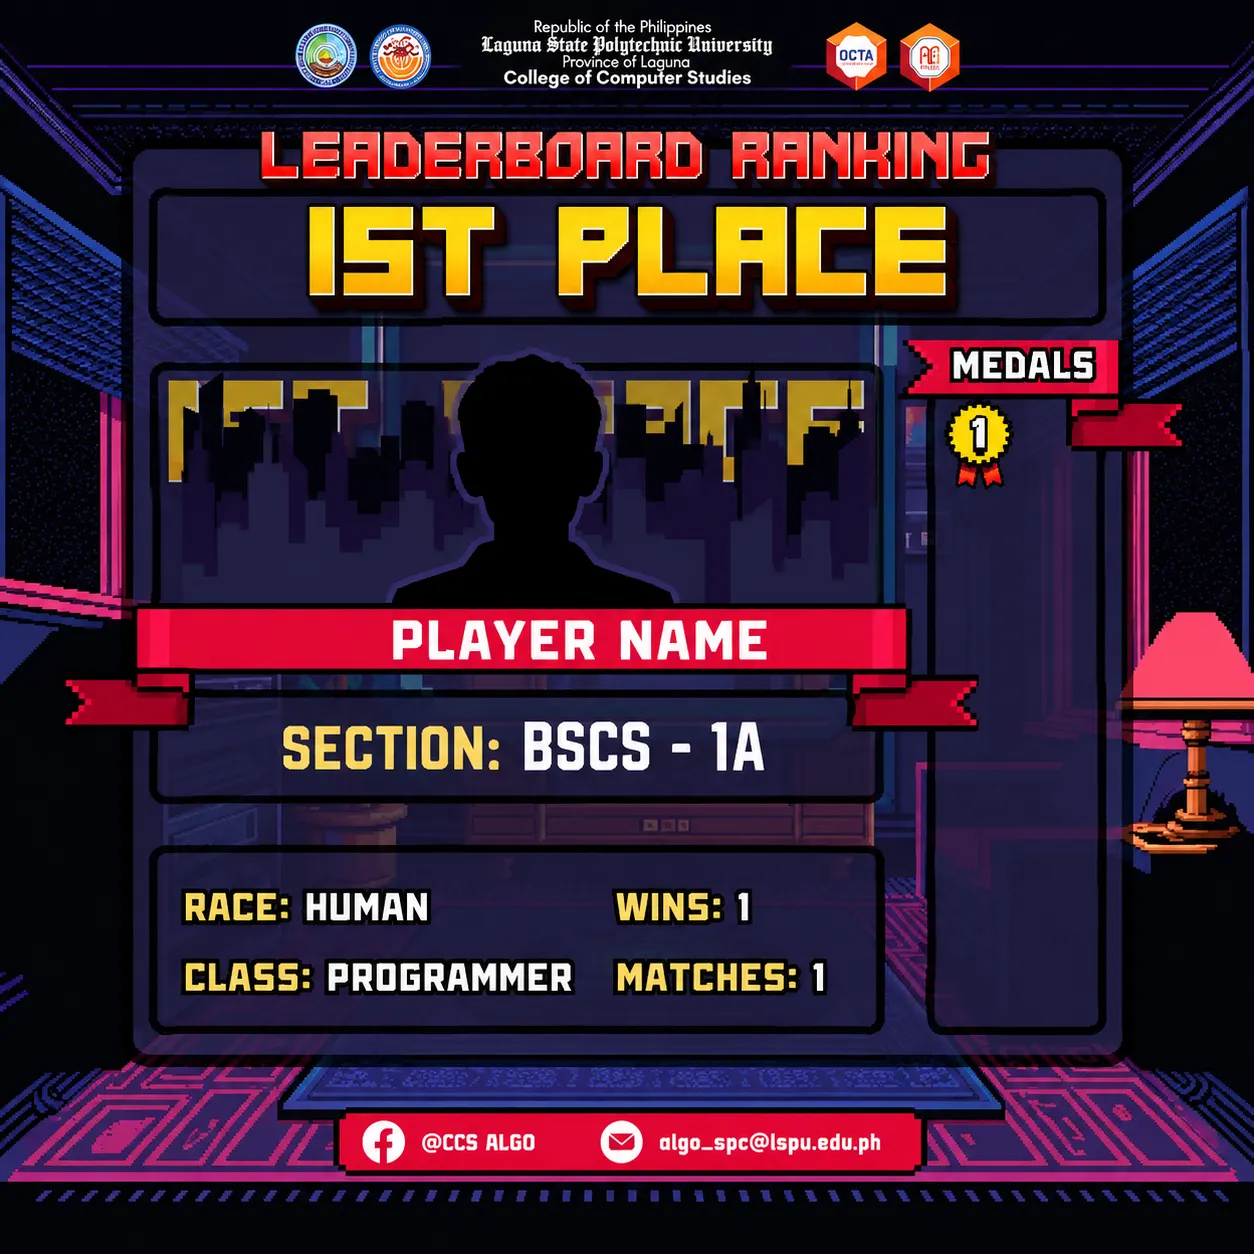 Republic of the Philippines
Laguna State Polytechnic University
Province of Laguna
College of Computer Studies
OCTA
LEADERBOARD RANKING
1ST PLACE
MEDALS
1
PLAYER NAME
SECTION: BSCS - 1A
RACE: HUMAN
WINS: 1
CLASS: PROGRAMMER
MATCHES: 1
@CCS ALGO
algo_spc@lspu.edu.ph